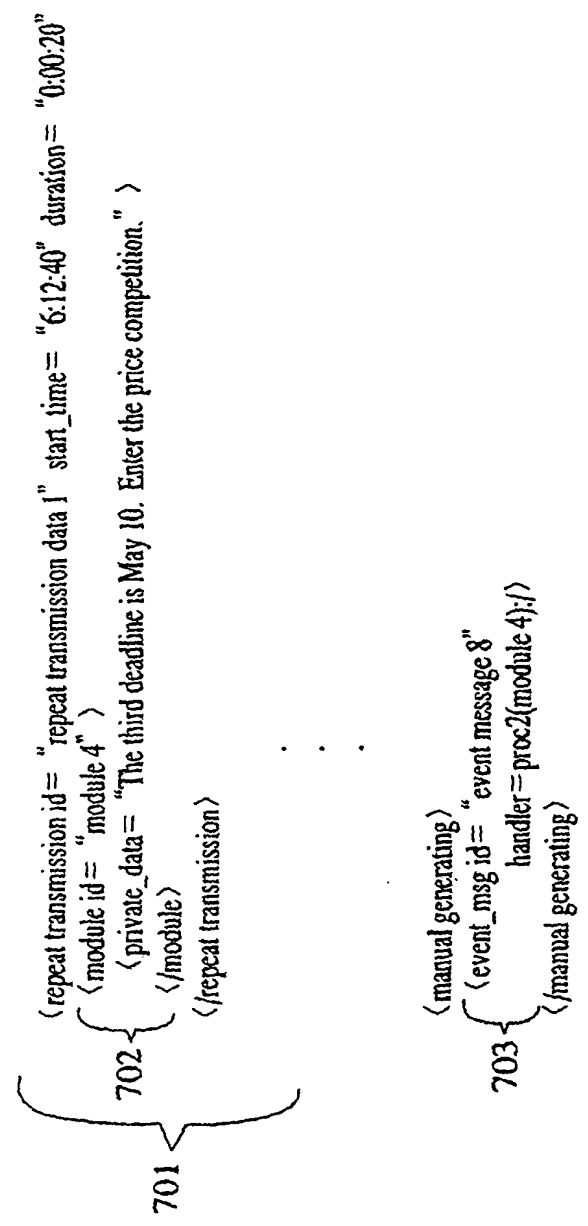 〈repeat transmission id= “repeat transmission data 1” start_time= “6:12:40” duration= “0:00:20”
〈module id= “module 4” 〉
〈private_data= “The third deadline is May 10. Enter the price competition.” 〉
〈/module〉
〈/repeat transmission〉
702
701
. . .
〈manual generating〉
〈event_msg id= “event message 8”
handler=proc2(module 4);/〉
〈/manual generating〉
703